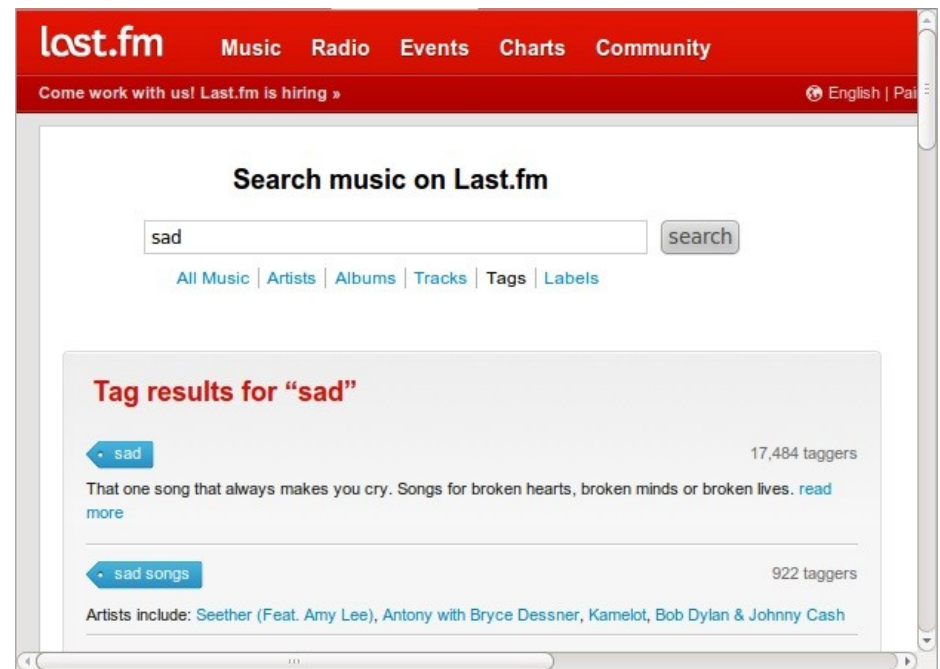 last.fm Music Radio Events Charts Community
Come work with us! Last.fm is hiring » English |
Search music on Last.fm
sad search
All Music | Artists | Albums | Tracks | Tags | Labels
Tag results for “sad”
sad 17,484 taggers
That one song that always makes you cry. Songs for broken hearts, broken minds or broken lives. read
more
sad songs 922 taggers
Artists include: Seether (Feat. Amy Lee), Antony with Bryce Dessner, Kamelot, Bob Dylan & Johnny Cash